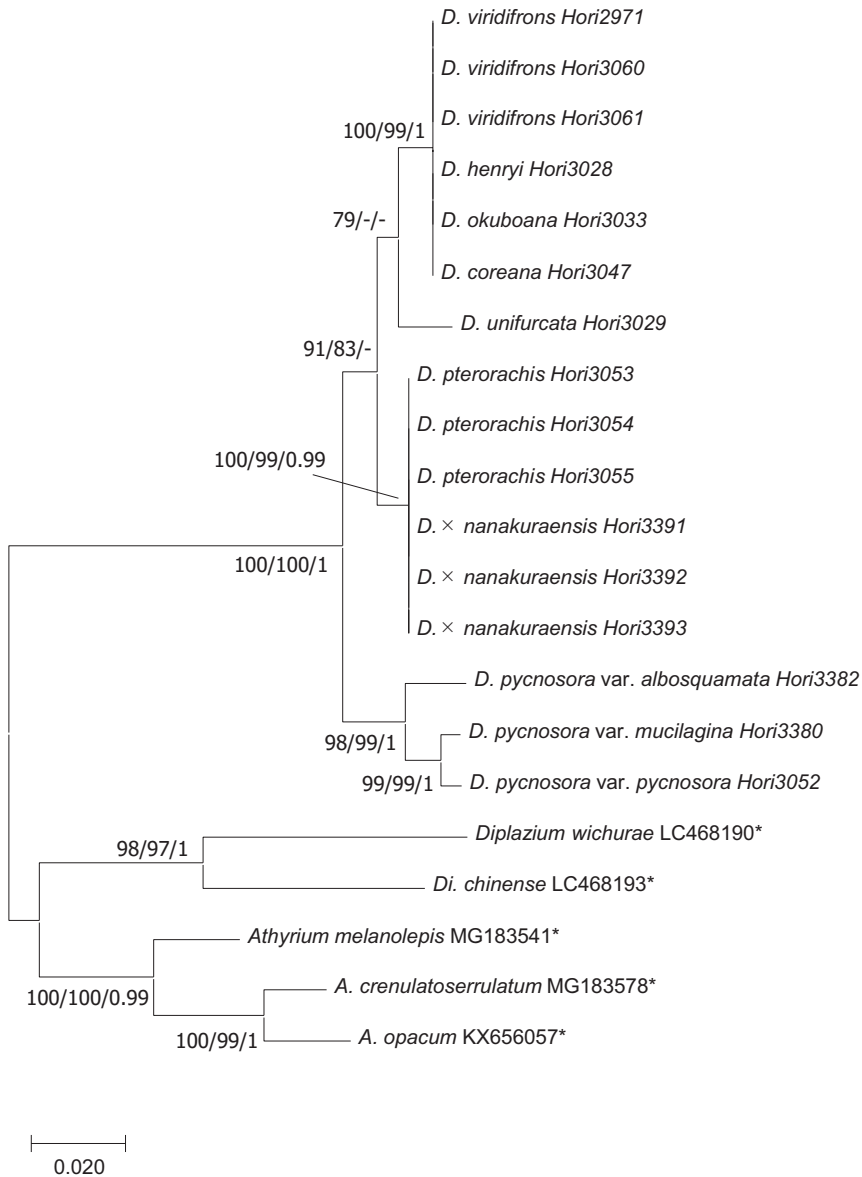 D. viridifrons Hori2971
D. viridifrons Hori3060
D. viridifrons Hori3061
100/99/1
D. henryi Hori3028
79/-/-
D. okuboana Hori3033
D. coreana Hori3047
D. unifurcata Hori3029
91/83/-
D. pterorachis Hori3053
D. pterorachis Hori3054
100/99/0.99
D. pterorachis Hori3055
D. × nanakuraensis Hori3391
100/100/1
D. × nanakuraensis Hori3392
D. × nanakuraensis Hori3393
D. pycnosora var. albosquamata Hori3382
D. pycnosora var. mucilagina Hori3380
98/99/1
99/99/1
D. pycnosora var. pycnosora Hori3052
Diplazium wichurae LC468190*
98/97/1
Di. chinense LC468193*
Athyrium melanolepis MG183541*
A. crenulatoserrulatum MG183578*
100/100/0.99
100/99/1
A. opacum KX656057*
0.020